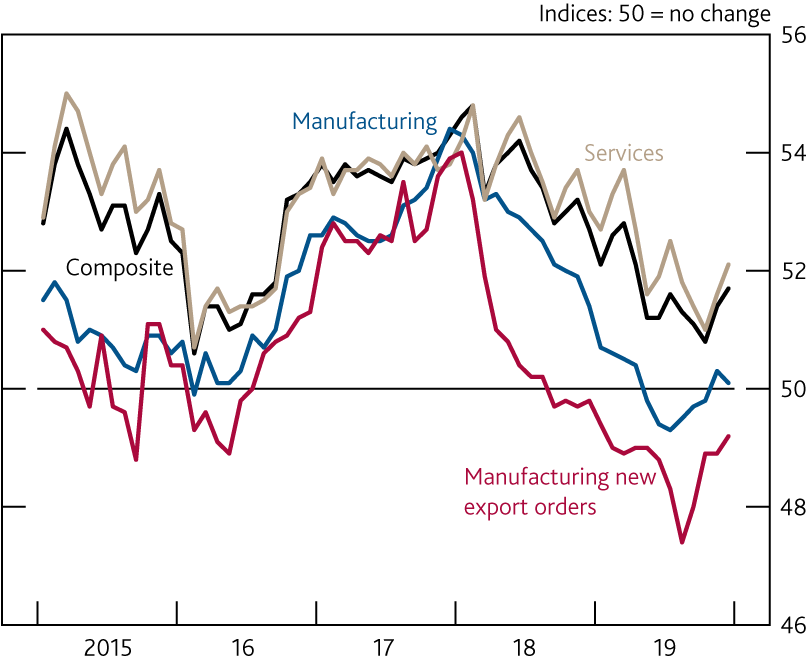 Indices: 50 = no change
56
Manufacturing
54
Services
Composite
52
50
Manufacturing new
export orders
48
46
2015
16
17
18
19